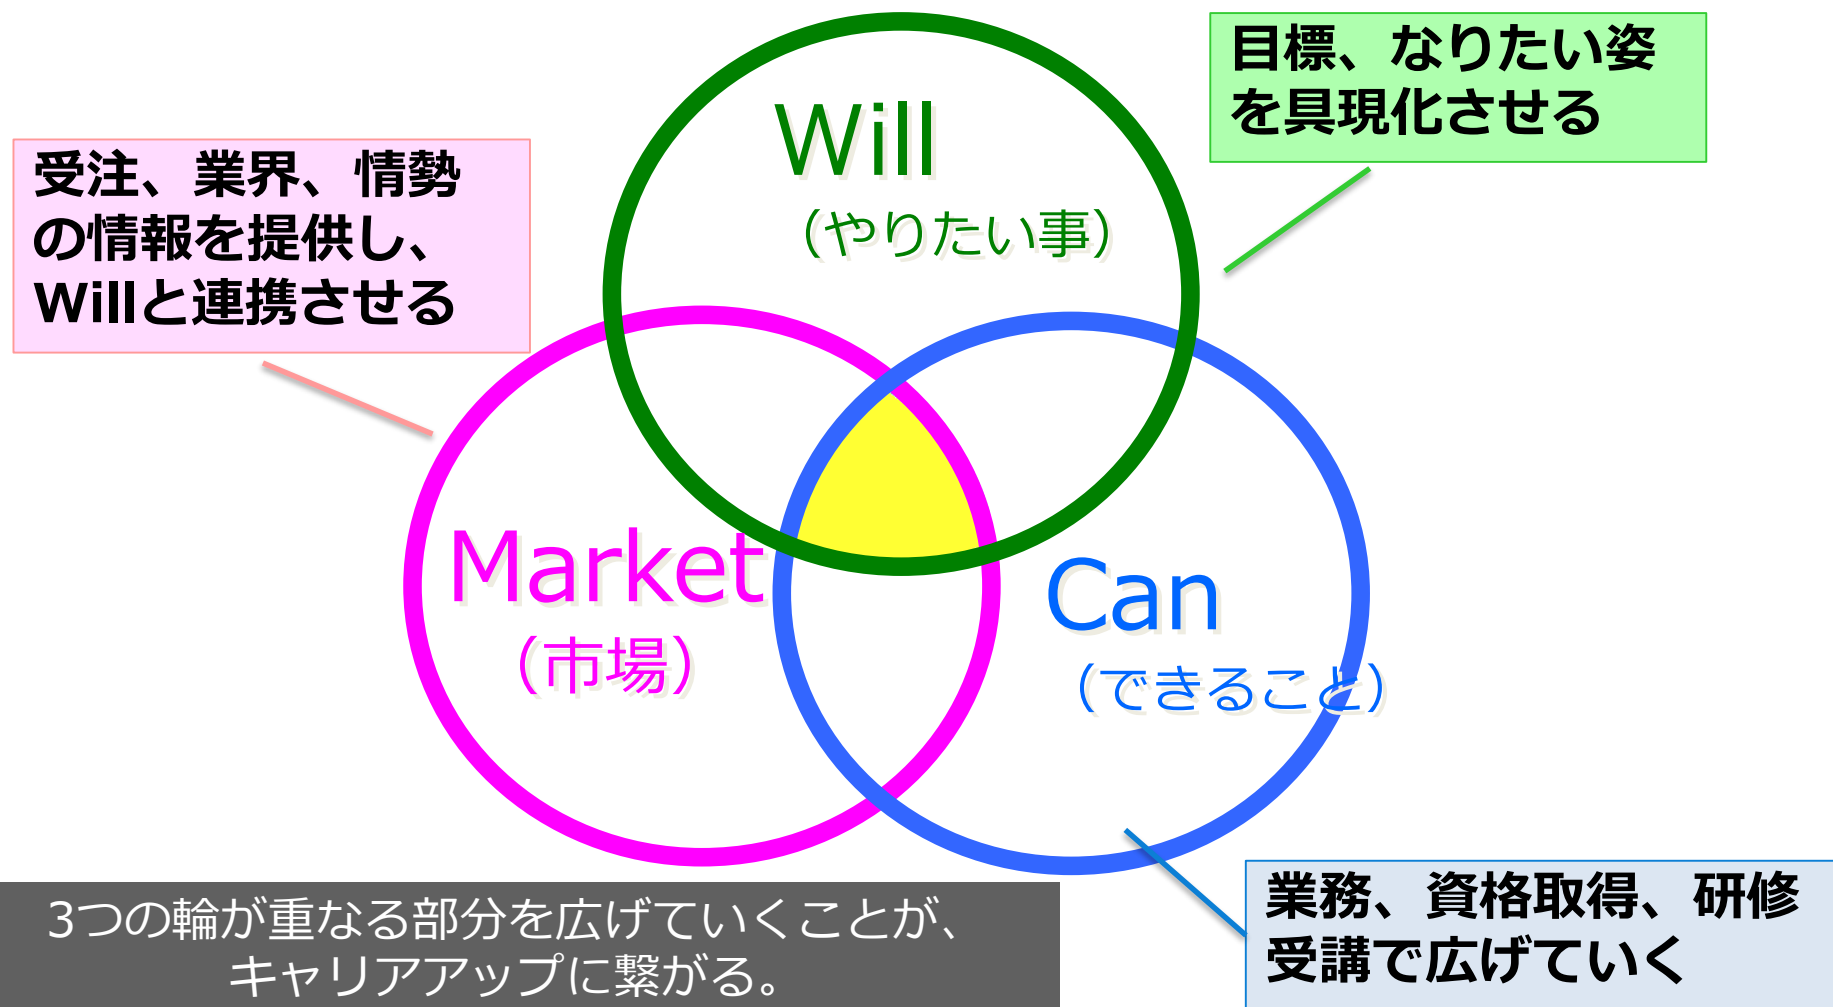 目標、なりたい姿
を具現化させる
Will
（やりたい事）
受注、業界、情勢
の情報を提供し、
Willと連携させる
Market
（市場）
Can
（できること）
業務、資格取得、研修
受講で広げていく
3つの輪が重なる部分を広げていくことが、
キャリアアップに繋がる。